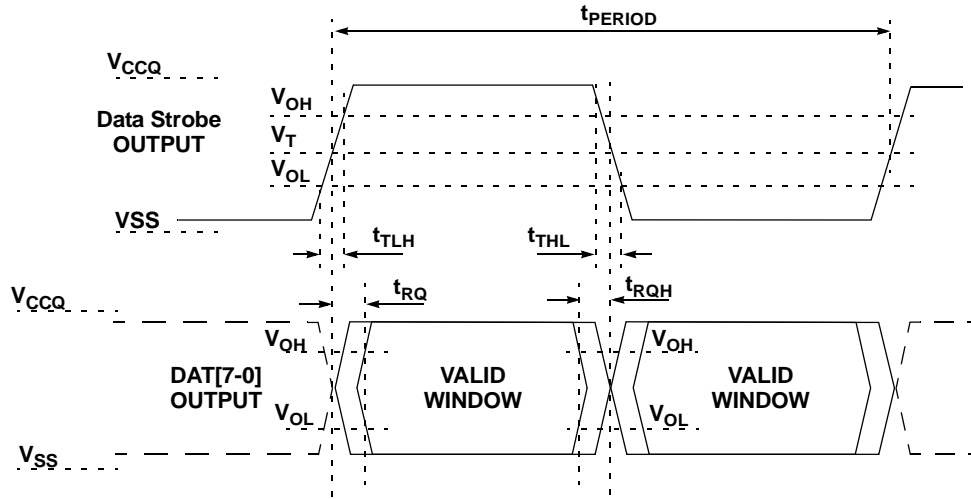 tPERIOD
VCCQ
VOH
Data Strobe
OUTPUT
VT
VOL
VSS
tTLH
tTHL
VCCQ
tRQ
tRQH
VOH
VOH
DAT[7-0]
OUTPUT
VALID
WINDOW
VALID
WINDOW
VOL
VOL
VSS